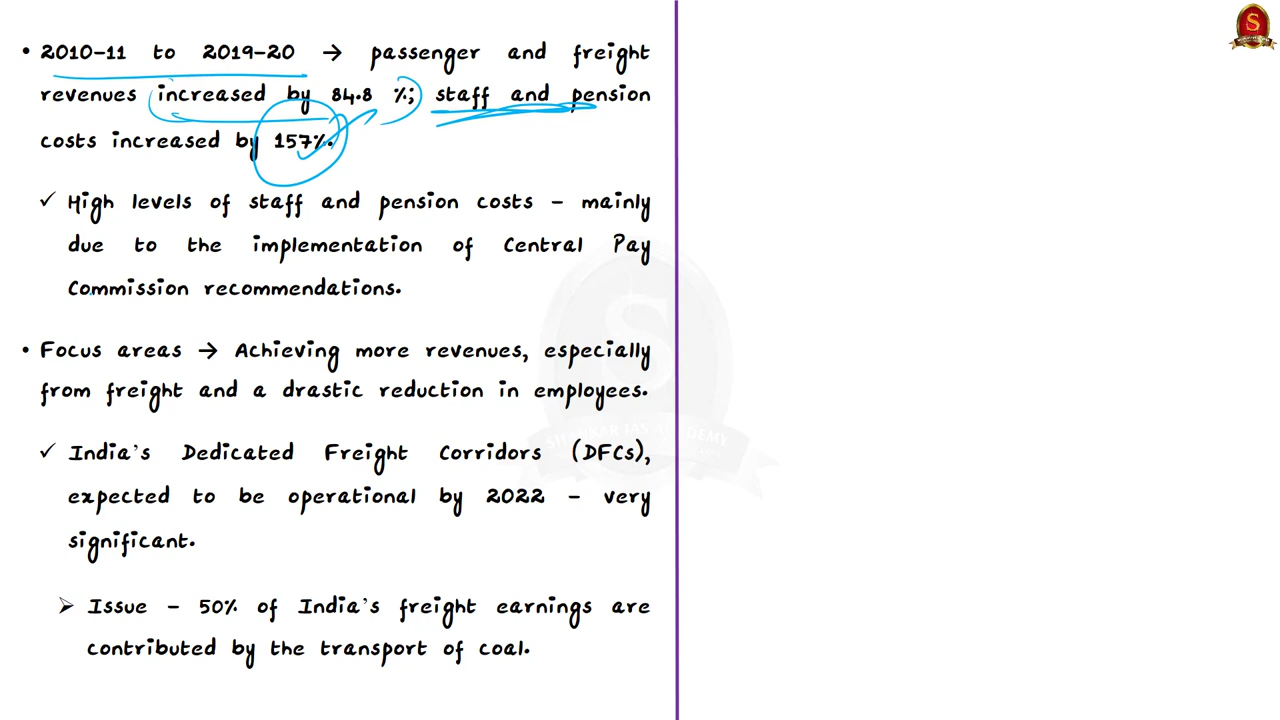 • 2010-11 to 2019-20 → passenger and freight
revenues increased by 84.8 %; staff and pension
costs increased by 157%.
✓ High levels of staff and pension costs – mainly
due to the implementation of Central Pay
Commission recommendations.
• Focus areas → Achieving more revenues, especially
from freight and a drastic reduction in employees.
✓ India's Dedicated Freight Corridors (DFCs),
expected to be operational by 2022 – very
significant.
➢ Issue – 50% of India's freight earnings are
contributed by the transport of coal.
S
SHANKAR IAS ACADEMY
S